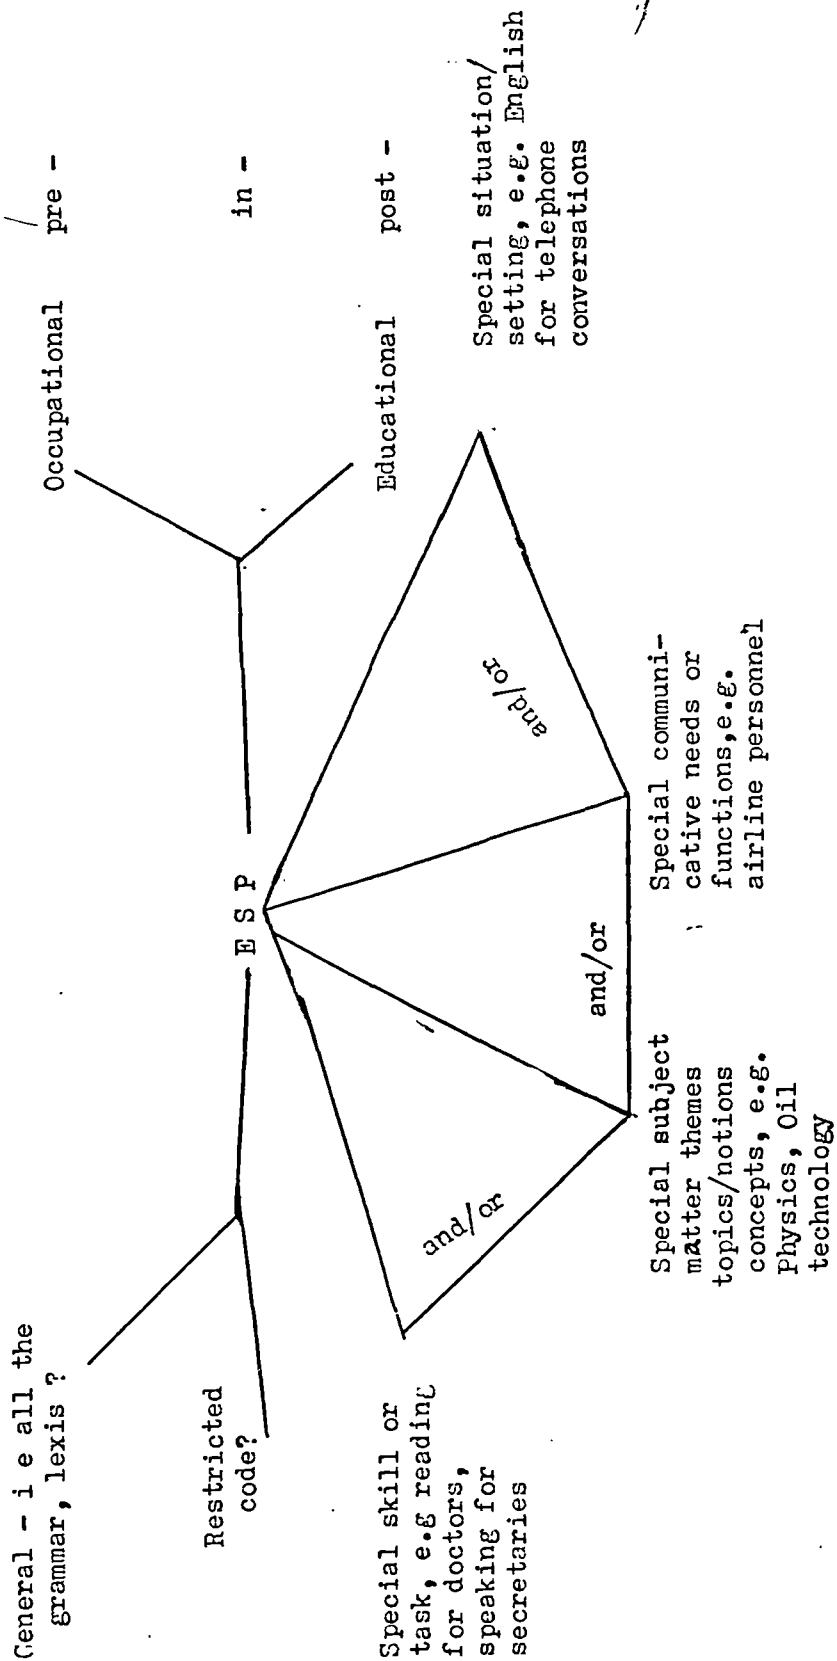 General - i e all the
grammar, lexis ?
Restricted
code?
E S P
Occupational
pre -
in -
Educational
post -
Special skill or
task, e.g reading
for doctors,
speaking for
secretaries
and/or
Special subject
matter themes
topics/notions
concepts, e.g.
Physics, Oil
technology
and/or
Special communi-
cative needs or
functions,e.g.
airline personnel
and/or
Special situation/
setting, e.g. English
for telephone
conversations